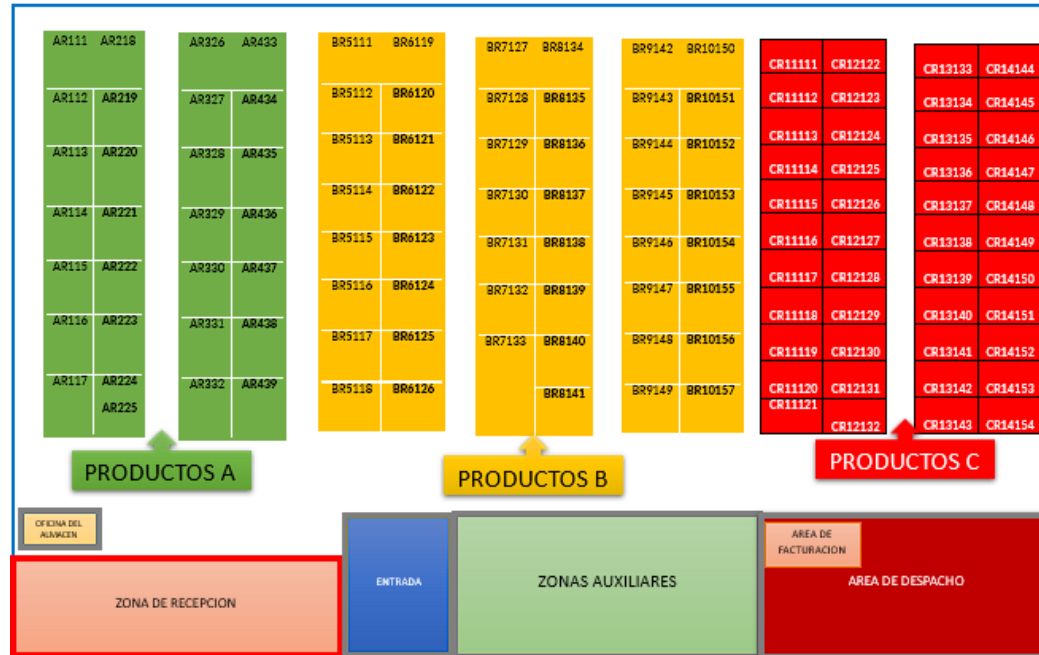 AR111 AR218
AR112 AR219
AR113 AR220
AR114 AR221
AR115 AR222
AR116 AR223
AR117 AR224
AR225
AR326 AR433
AR327 AR434
AR328 AR435
AR329 AR436
AR330 AR437
AR331 AR438
AR332 AR439
BR5111 BR6119
BR5112 BR6120
BR5113 BR6121
BR5114 BR6122
BR5115 BR6123
BR5116 BR6124
BR5117 BR6125
BR5118 BR6126
BR7127 BR8134
BR7128 BR8135
BR7129 BR8136
BR7130 BR8137
BR7131 BR8138
BR7132 BR8139
BR7133 BR8140
BR8141
BR9142 BR10150
BR9143 BR10151
BR9144 BR10152
BR9145 BR10153
BR9146 BR10154
BR9147 BR10155
BR9148 BR10156
BR9149 BR10157
CR11111 CR12122
CR11112 CR12123
CR11113 CR12124
CR11114 CR12125
CR11115 CR12126
CR11116 CR12127
CR11117 CR12128
CR11118 CR12129
CR11119 CR12130
CR11120 CR12131
CR11121
CR12132
CR13133 CR14144
CR13134 CR14145
CR13135 CR14146
CR13136 CR14147
CR13137 CR14148
CR13138 CR14149
CR13139 CR14150
CR13140 CR14151
CR13141 CR14152
CR13142 CR14153
CR13143 CR14154
PRODUCTOS A
PRODUCTOS B
PRODUCTOS C
OFICINA DEL
ALMACEN
ZONA DE RECEPCION
ENTRADA
ZONAS AUXILIARES
AREA DE
FACTURACION
AREA DE DESPACHO